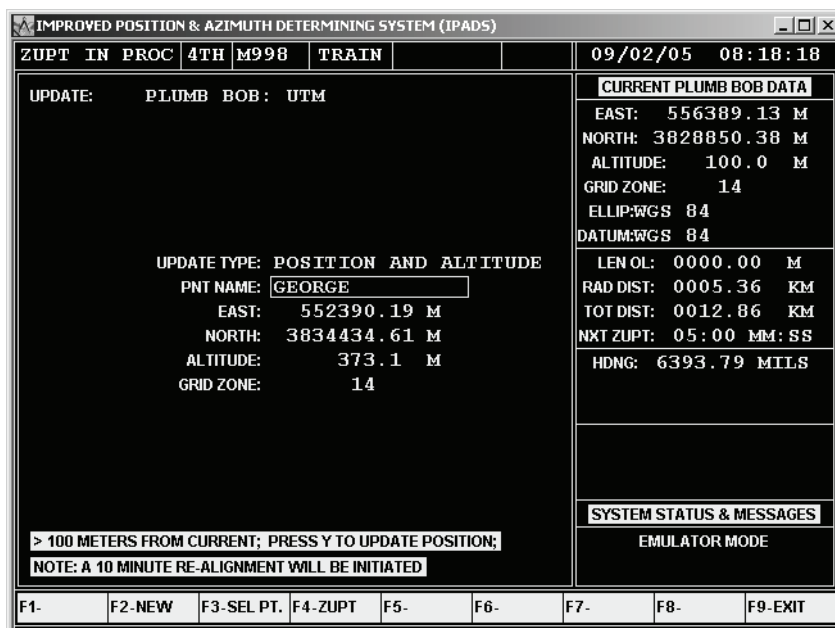 IMPROVED POSITION & AZIMUTH DETERMINING SYSTEM (IPADS)
ZUPT IN PROC 4TH M998 TRAIN 09/02/05 08:18:18
UPDATE: PLUMB BOB: UTM
UPDATE TYPE: POSITION AND ALTITUDE
PNT NAME: GEORGE
EAST: 552390.19 M
NORTH: 3834434.61 M
ALTITUDE: 373.1 M
GRID ZONE: 14
> 100 METERS FROM CURRENT; PRESS Y TO UPDATE POSITION;
NOTE: A 10 MINUTE RE-ALIGNMENT WILL BE INITIATED
CURRENT PLUMB BOB DATA
EAST: 556389.13 M
NORTH: 3828850.38 M
ALTITUDE: 100.0 M
GRID ZONE: 14
ELLIP:WGS 84
DATUM:WGS 84
LEN OL: 0000.00 M
RAD DIST: 0005.36 KM
TOT DIST: 0012.86 KM
NXT ZUPT: 05:00 MM:SS
HDNG: 6393.79 MILS
SYSTEM STATUS & MESSAGES
EMULATOR MODE
F1- F2-NEW F3-SEL PT. F4-ZUPT F5- F6- F7- F8- F9-EXIT